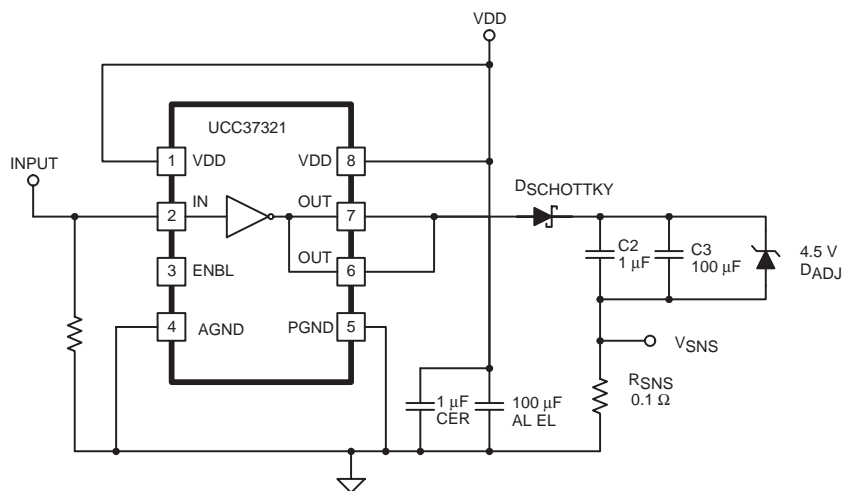 VDD
UCC37321
INPUT
1 VDD
VDD 8
DSCHOTTKY
2 IN
OUT 7
3 ENBL
OUT 6
C2
1 µF
C3
100 µF
4.5 V
DADJ
4 AGND
PGND 5
VSNS
RSNS
0.1 Ω
1 µF
CER
100 µF
AL EL